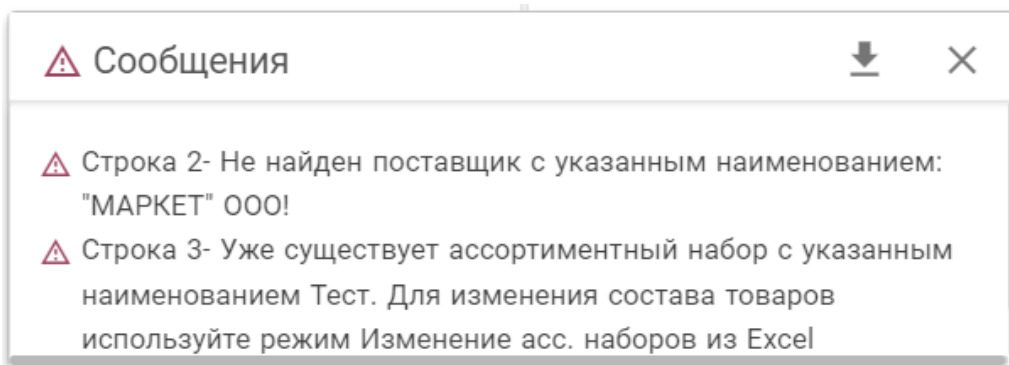 Сообщения
Строка 2- Не найден поставщик с указанным наименованием:
"МАРКЕТ" ООО!
Строка 3- Уже существует ассортиментный набор с указанным
наименованием Тест. Для изменения состава товаров
используйте режим Изменение асс. наборов из Excel